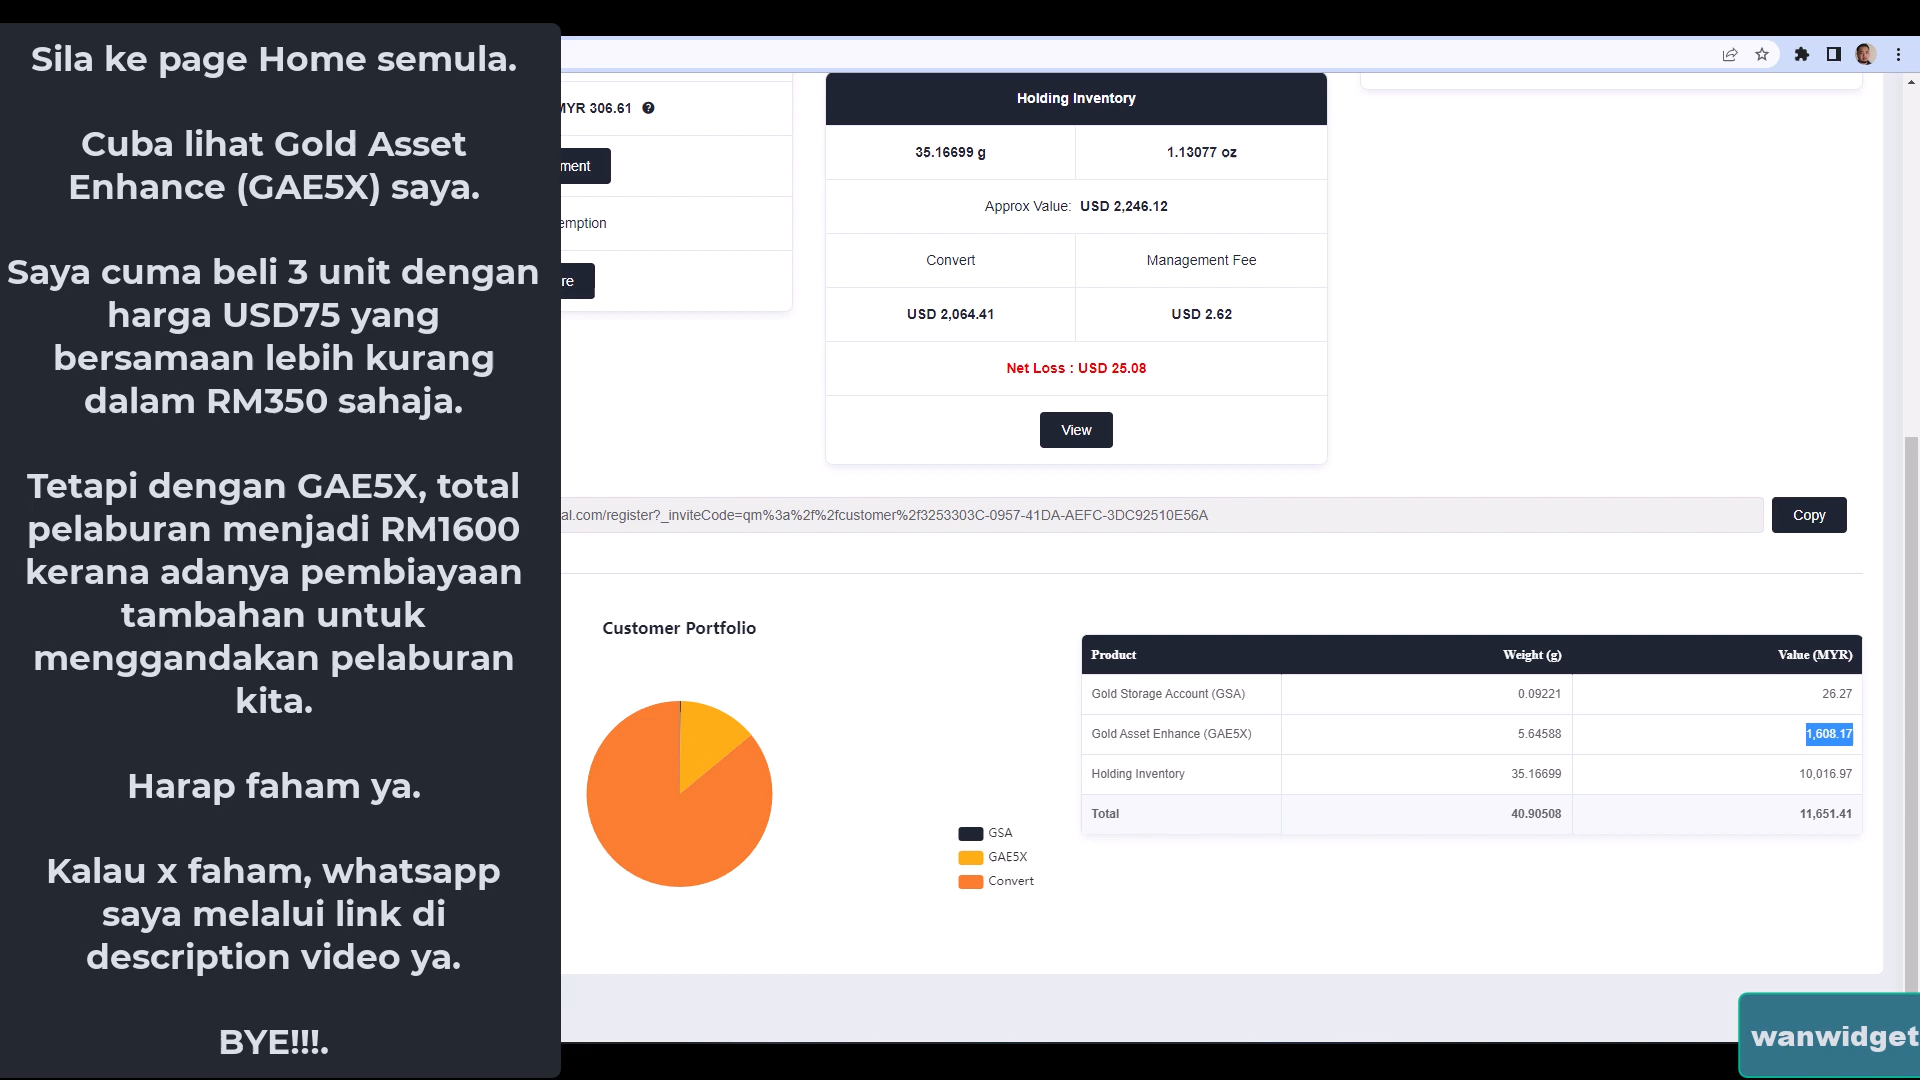 Sila ke page Home semula.
Cuba lihat Gold Asset
Enhance (GAE5X) saya.
Saya cuma beli 3 unit dengan
harga USD75 yang
bersamaan lebih kurang
dalam RM350 sahaja.
Tetapi dengan GAE5X, total
pelaburan menjadi RM1600
kerana adanya pembiayaan
tambahan untuk
menggandakan pelaburan
kita.
Harap faham ya.
Kalau x faham, whatsapp
saya melalui link di
description video ya.
BYE!!!.
MYR 306.61
ment
emption
re
Holding Inventory
35.16699 g 1.13077 oz
Approx Value: USD 2,246.12
Convert Management Fee
USD 2,064.41 USD 2.62
Net Loss : USD 25.08
View
al.com/register?_inviteCode=qm%3a%2f%2fcustomer%2f3253303C-0957-41DA-AEFC-3DC92510E56A Copy
Customer Portfolio
GSA
GAE5X
Convert
Product Weight (g) Value (MYR)
Gold Storage Account (GSA) 0.09221 26.27
Gold Asset Enhance (GAE5X) 5.64588 1,608.17
Holding Inventory 35.16699 10,016.97
Total 40.90508 11,651.41
wanwidget